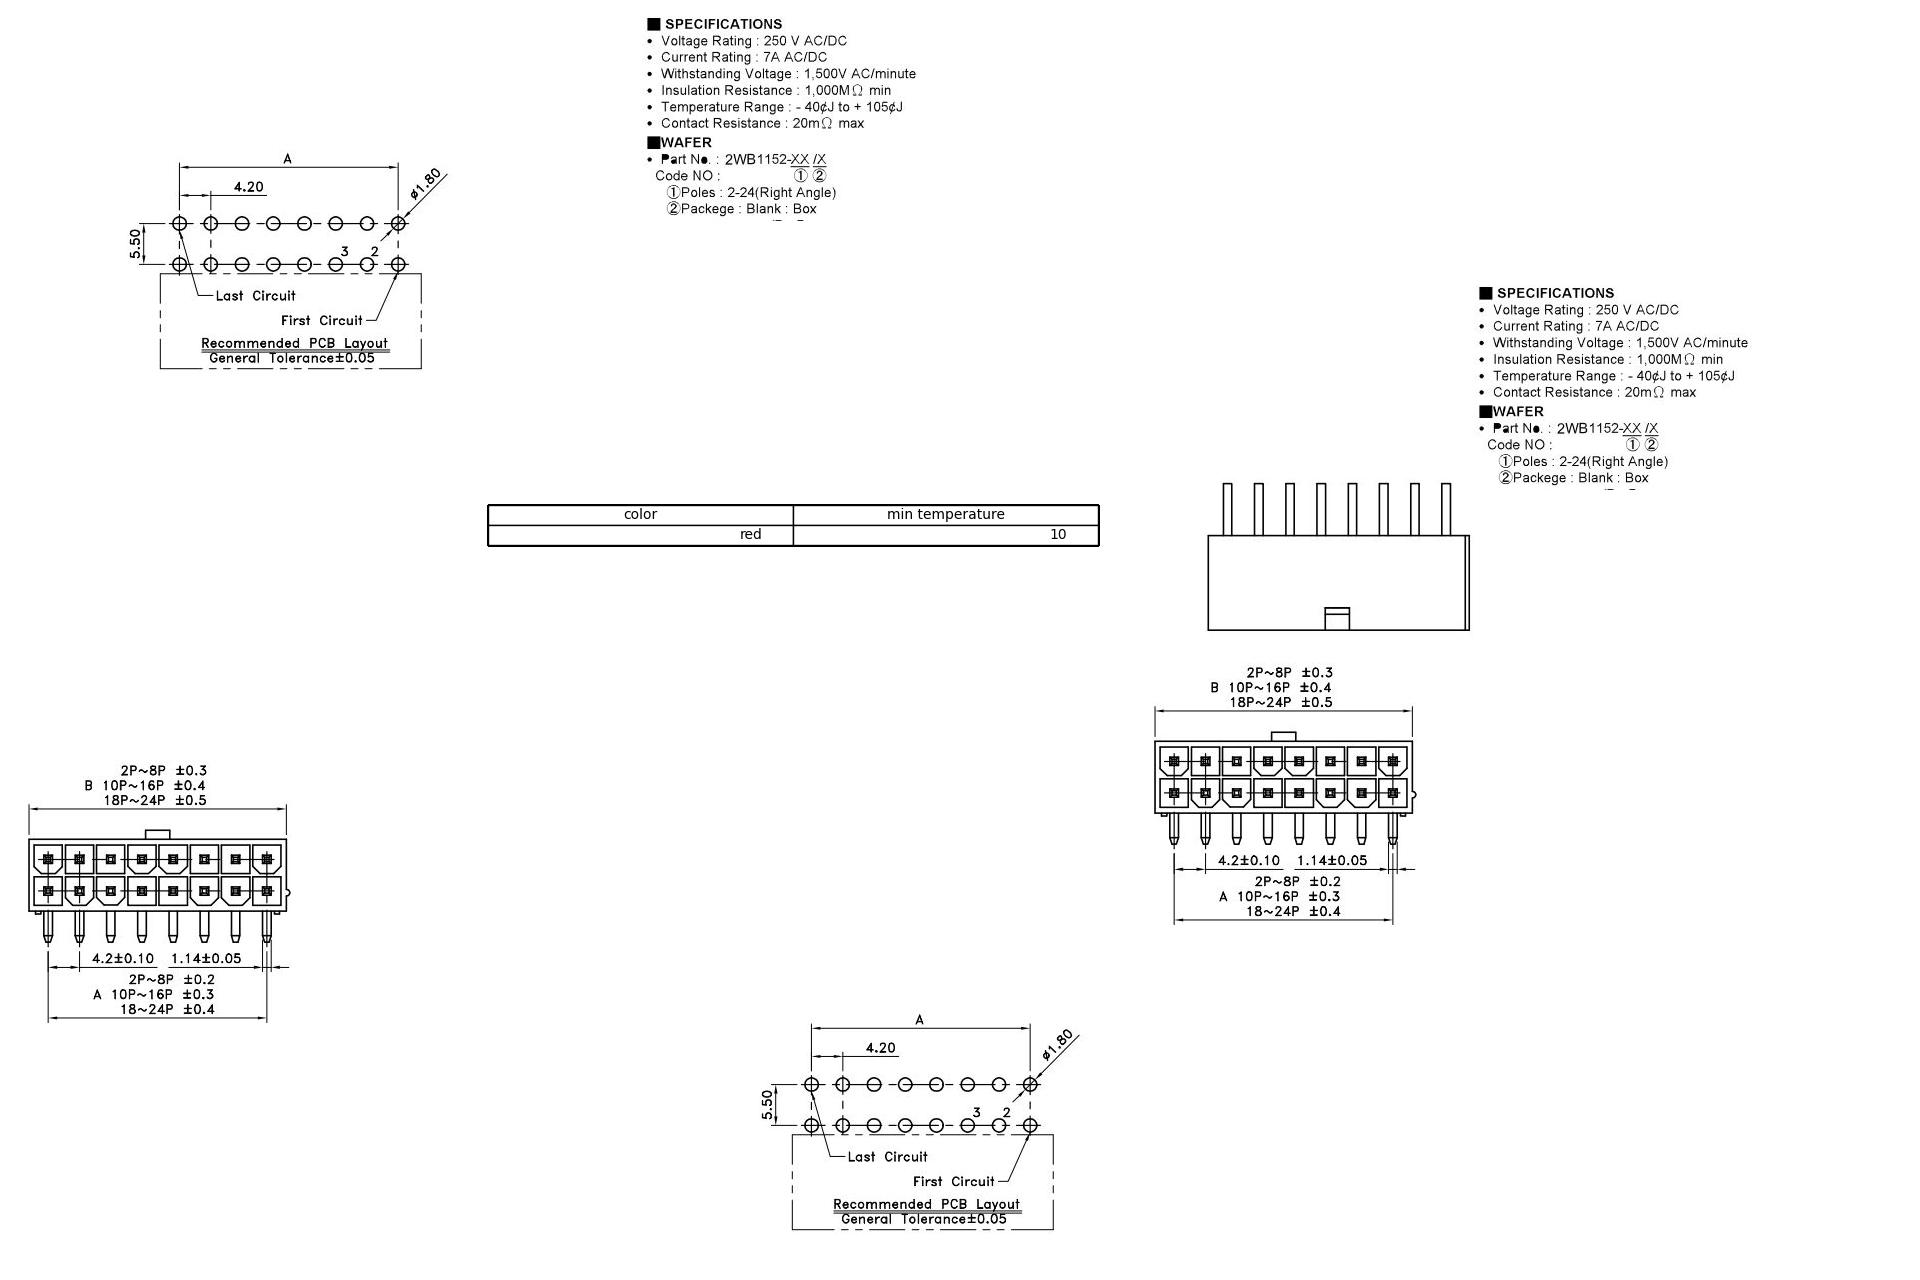 ■ SPECIFICATIONS
• Voltage Rating : 250 V AC/DC
• Current Rating : 7A AC/DC
• Withstanding Voltage : 1,500V AC/minute
• Insulation Resistance : 1,000MΩ min
• Temperature Range : - 40¢J to + 105¢J
• Contact Resistance : 20mΩ max
■WAFER
• Part No. : 2WB1152-XX /X
Code NO : ① ②
①Poles : 2-24(Right Angle)
②Packege : Blank : Box
A
4.20
ø1.80
5.50
3 2
Last Circuit
First Circuit
Recommended PCB Layout
General Tolerance±0.05
■ SPECIFICATIONS
• Voltage Rating : 250 V AC/DC
• Current Rating : 7A AC/DC
• Withstanding Voltage : 1,500V AC/minute
• Insulation Resistance : 1,000MΩ min
• Temperature Range : - 40¢J to + 105¢J
• Contact Resistance : 20mΩ max
■WAFER
• Part No. : 2WB1152-XX /X
Code NO : ① ②
①Poles : 2-24(Right Angle)
②Packege : Blank : Box
color min temperature
red 10
2P~8P ±0.3
B 10P~16P ±0.4
18P~24P ±0.5
4.2±0.10 1.14±0.05
2P~8P ±0.2
A 10P~16P ±0.3
18~24P ±0.4
2P~8P ±0.3
B 10P~16P ±0.4
18P~24P ±0.5
4.2±0.10 1.14±0.05
2P~8P ±0.2
A 10P~16P ±0.3
18~24P ±0.4
A
4.20
ø1.80
5.50
3 2
Last Circuit
First Circuit
Recommended PCB Layout
General Tolerance±0.05